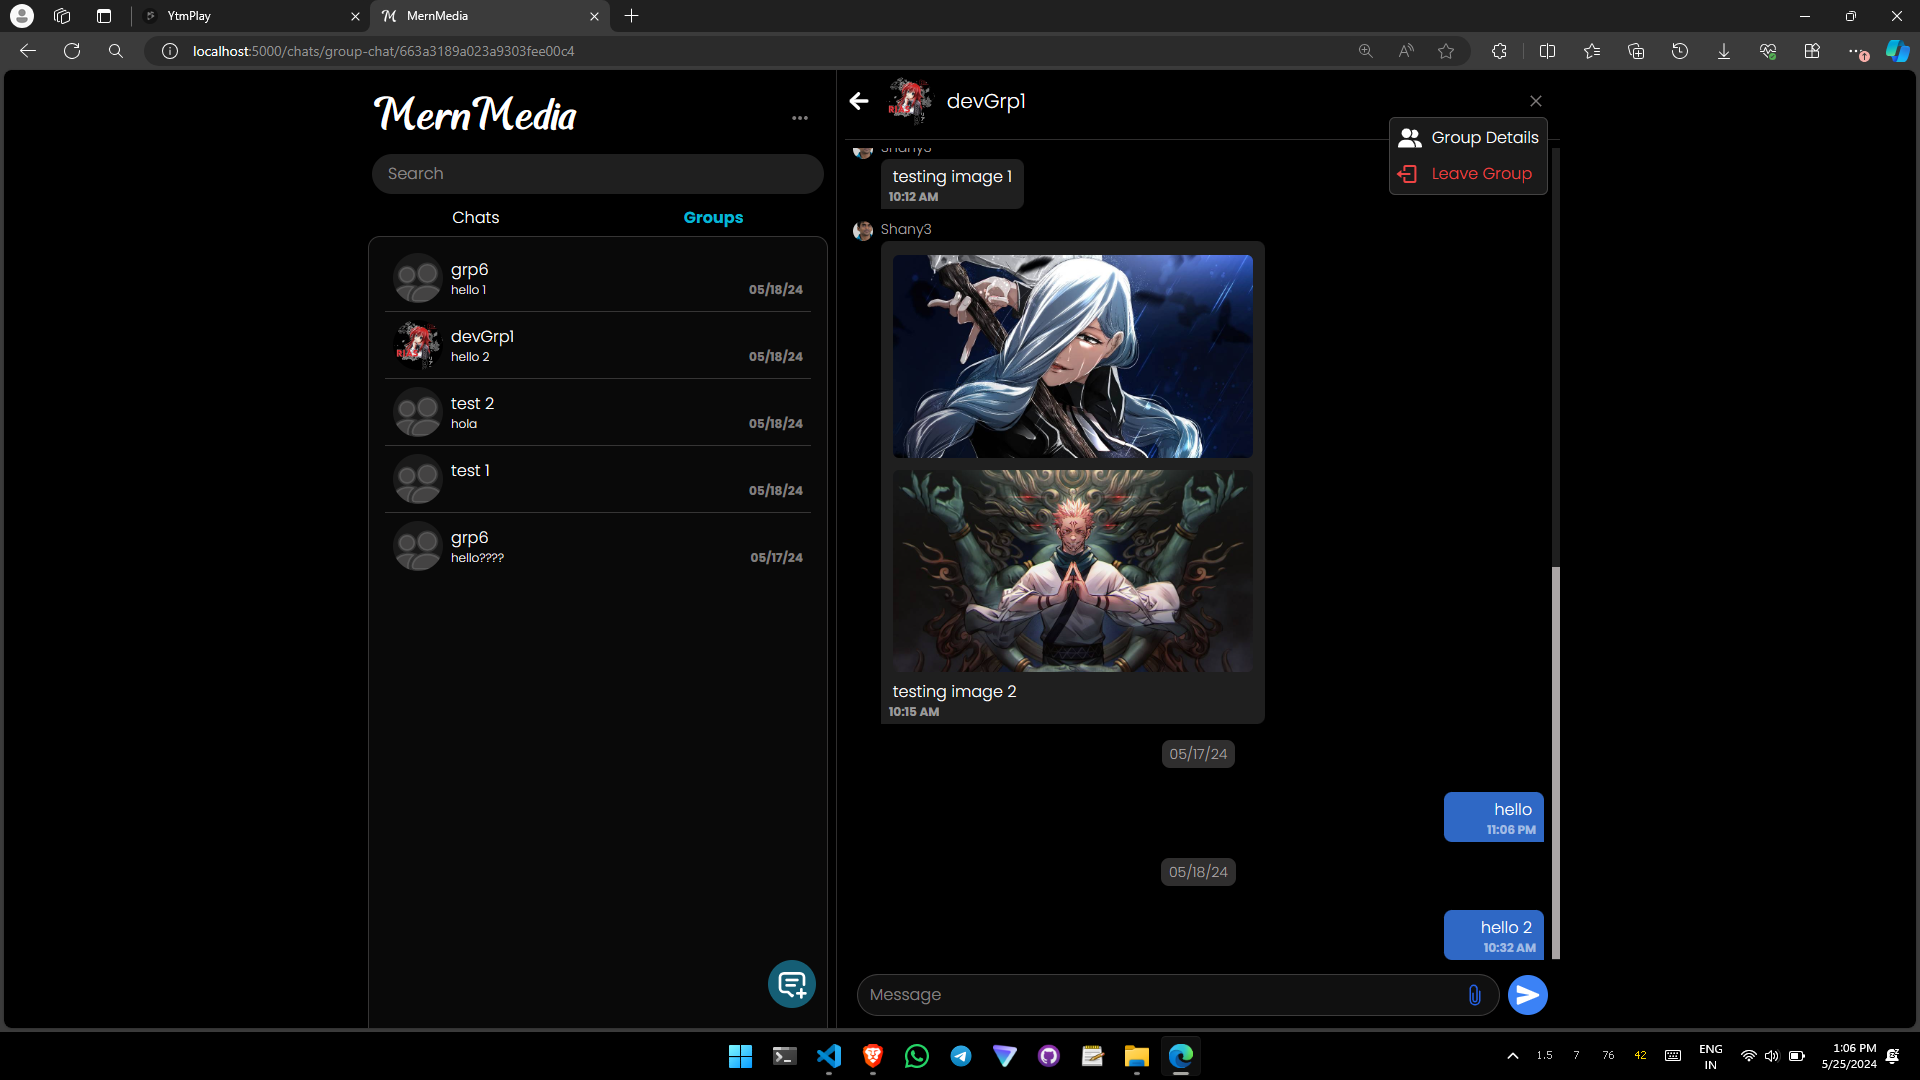 YtmPlay
MernMedia
localhost:5000/chats/group-chat/663a3189a023a9303fee00c4
MernMedia
Search
Chats
Groups
grp6
hello 1
05/18/24
devGrp1
hello 2
05/18/24
test 2
hola
05/18/24
test 1
05/18/24
grp6
hello????
05/17/24
devGrp1
Group Details
Leave Group
Shany3
testing image 1
10:12 AM
Shany3
testing image 2
10:15 AM
05/17/24
hello
11:06 PM
05/18/24
hello 2
10:32 AM
Message
1.5
7
76
42
ENG
IN
1:06 PM
5/25/2024
1